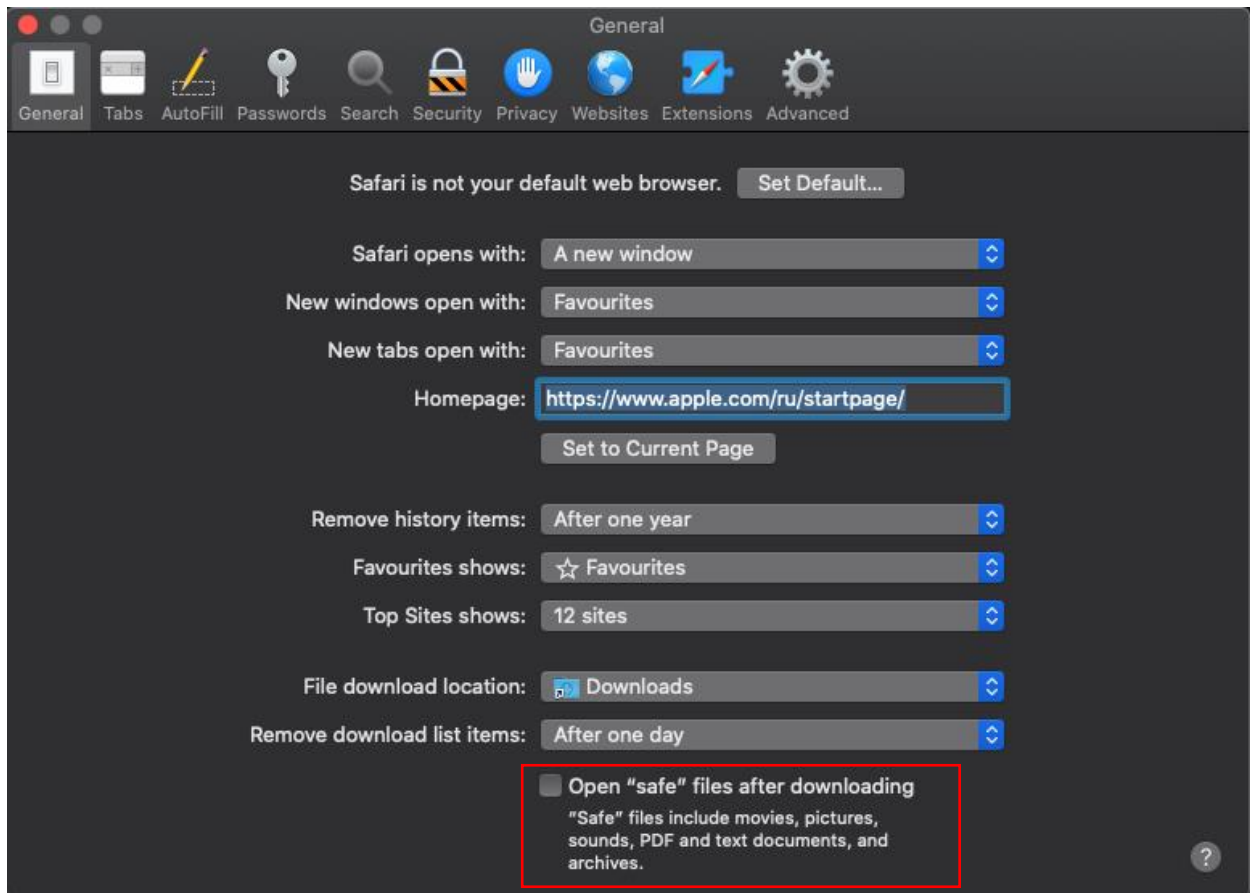 General
General Tabs AutoFill Passwords Search Security Privacy Websites Extensions Advanced
Safari is not your default web browser. Set Default...
Safari opens with: A new window
New windows open with: Favourites
New tabs open with: Favourites
Homepage: https://www.apple.com/ru/startpage/
Set to Current Page
Remove history items: After one year
Favourites shows: Favourites
Top Sites shows: 12 sites
File download location: Downloads
Remove download list items: After one day
Open “safe” files after downloading
“Safe” files include movies, pictures,
sounds, PDF and text documents, and
archives.
?